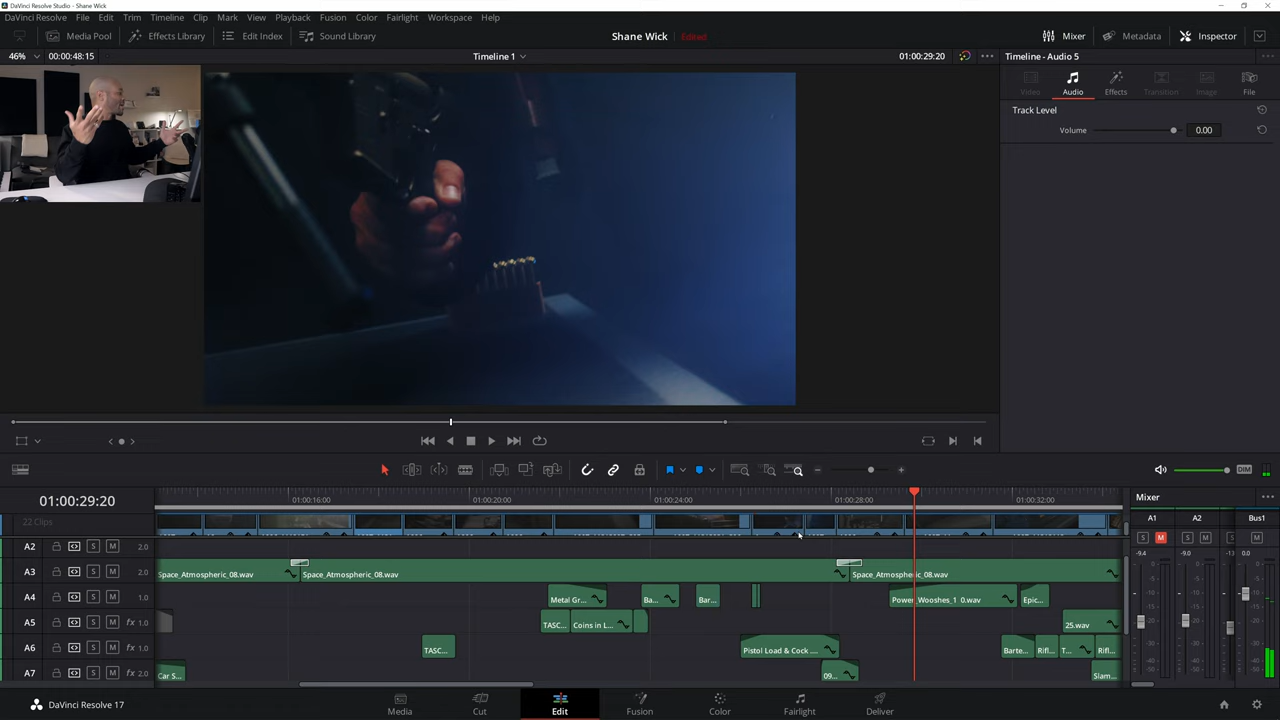 DaVinci Resolve Studio - Shane Wick
DaVinci Resolve File Edit Trim Timeline Clip Mark View Playback Fusion Color Fairlight Workspace Help
Media Pool Effects Library Edit Index Sound Library Shane Wick Edited Mixer Metadata Inspector
46% 00:00:48:15 Timeline 1 01:00:29:20 Timeline - Audio 5
Video Audio Effects Transition Image File
Track Level
Volume 0.00
DIM
01:00:29:20 01:00:16:00 01:00:20:00 01:00:24:00 01:00:28:00 01:00:32:00 Mixer
22 Clips A1 A2 Bus1
S M S S M
A2 S M 2.0 -9.4 -9.0 0.0
A3 S M 2.0 Space_Atmospheric_08.wav Space_Atmospheric_08.wav Space_Atmospheric_08.wav
A4 S M 2.0 Metal Gr... Ba... Bar... Power_Wooshes_1 0.wav Epic...
A5 S M fx 1.0 TASC... Coins in L... 25.wav
A6 S M fx 2.0 TASC... Pistol Load & Cock .... Barte... Rifl... T... Rifl...
A7 S M 2.0 Car S... 09... Slam...
DaVinci Resolve 17 Media Cut Edit Fusion Color Fairlight Deliver